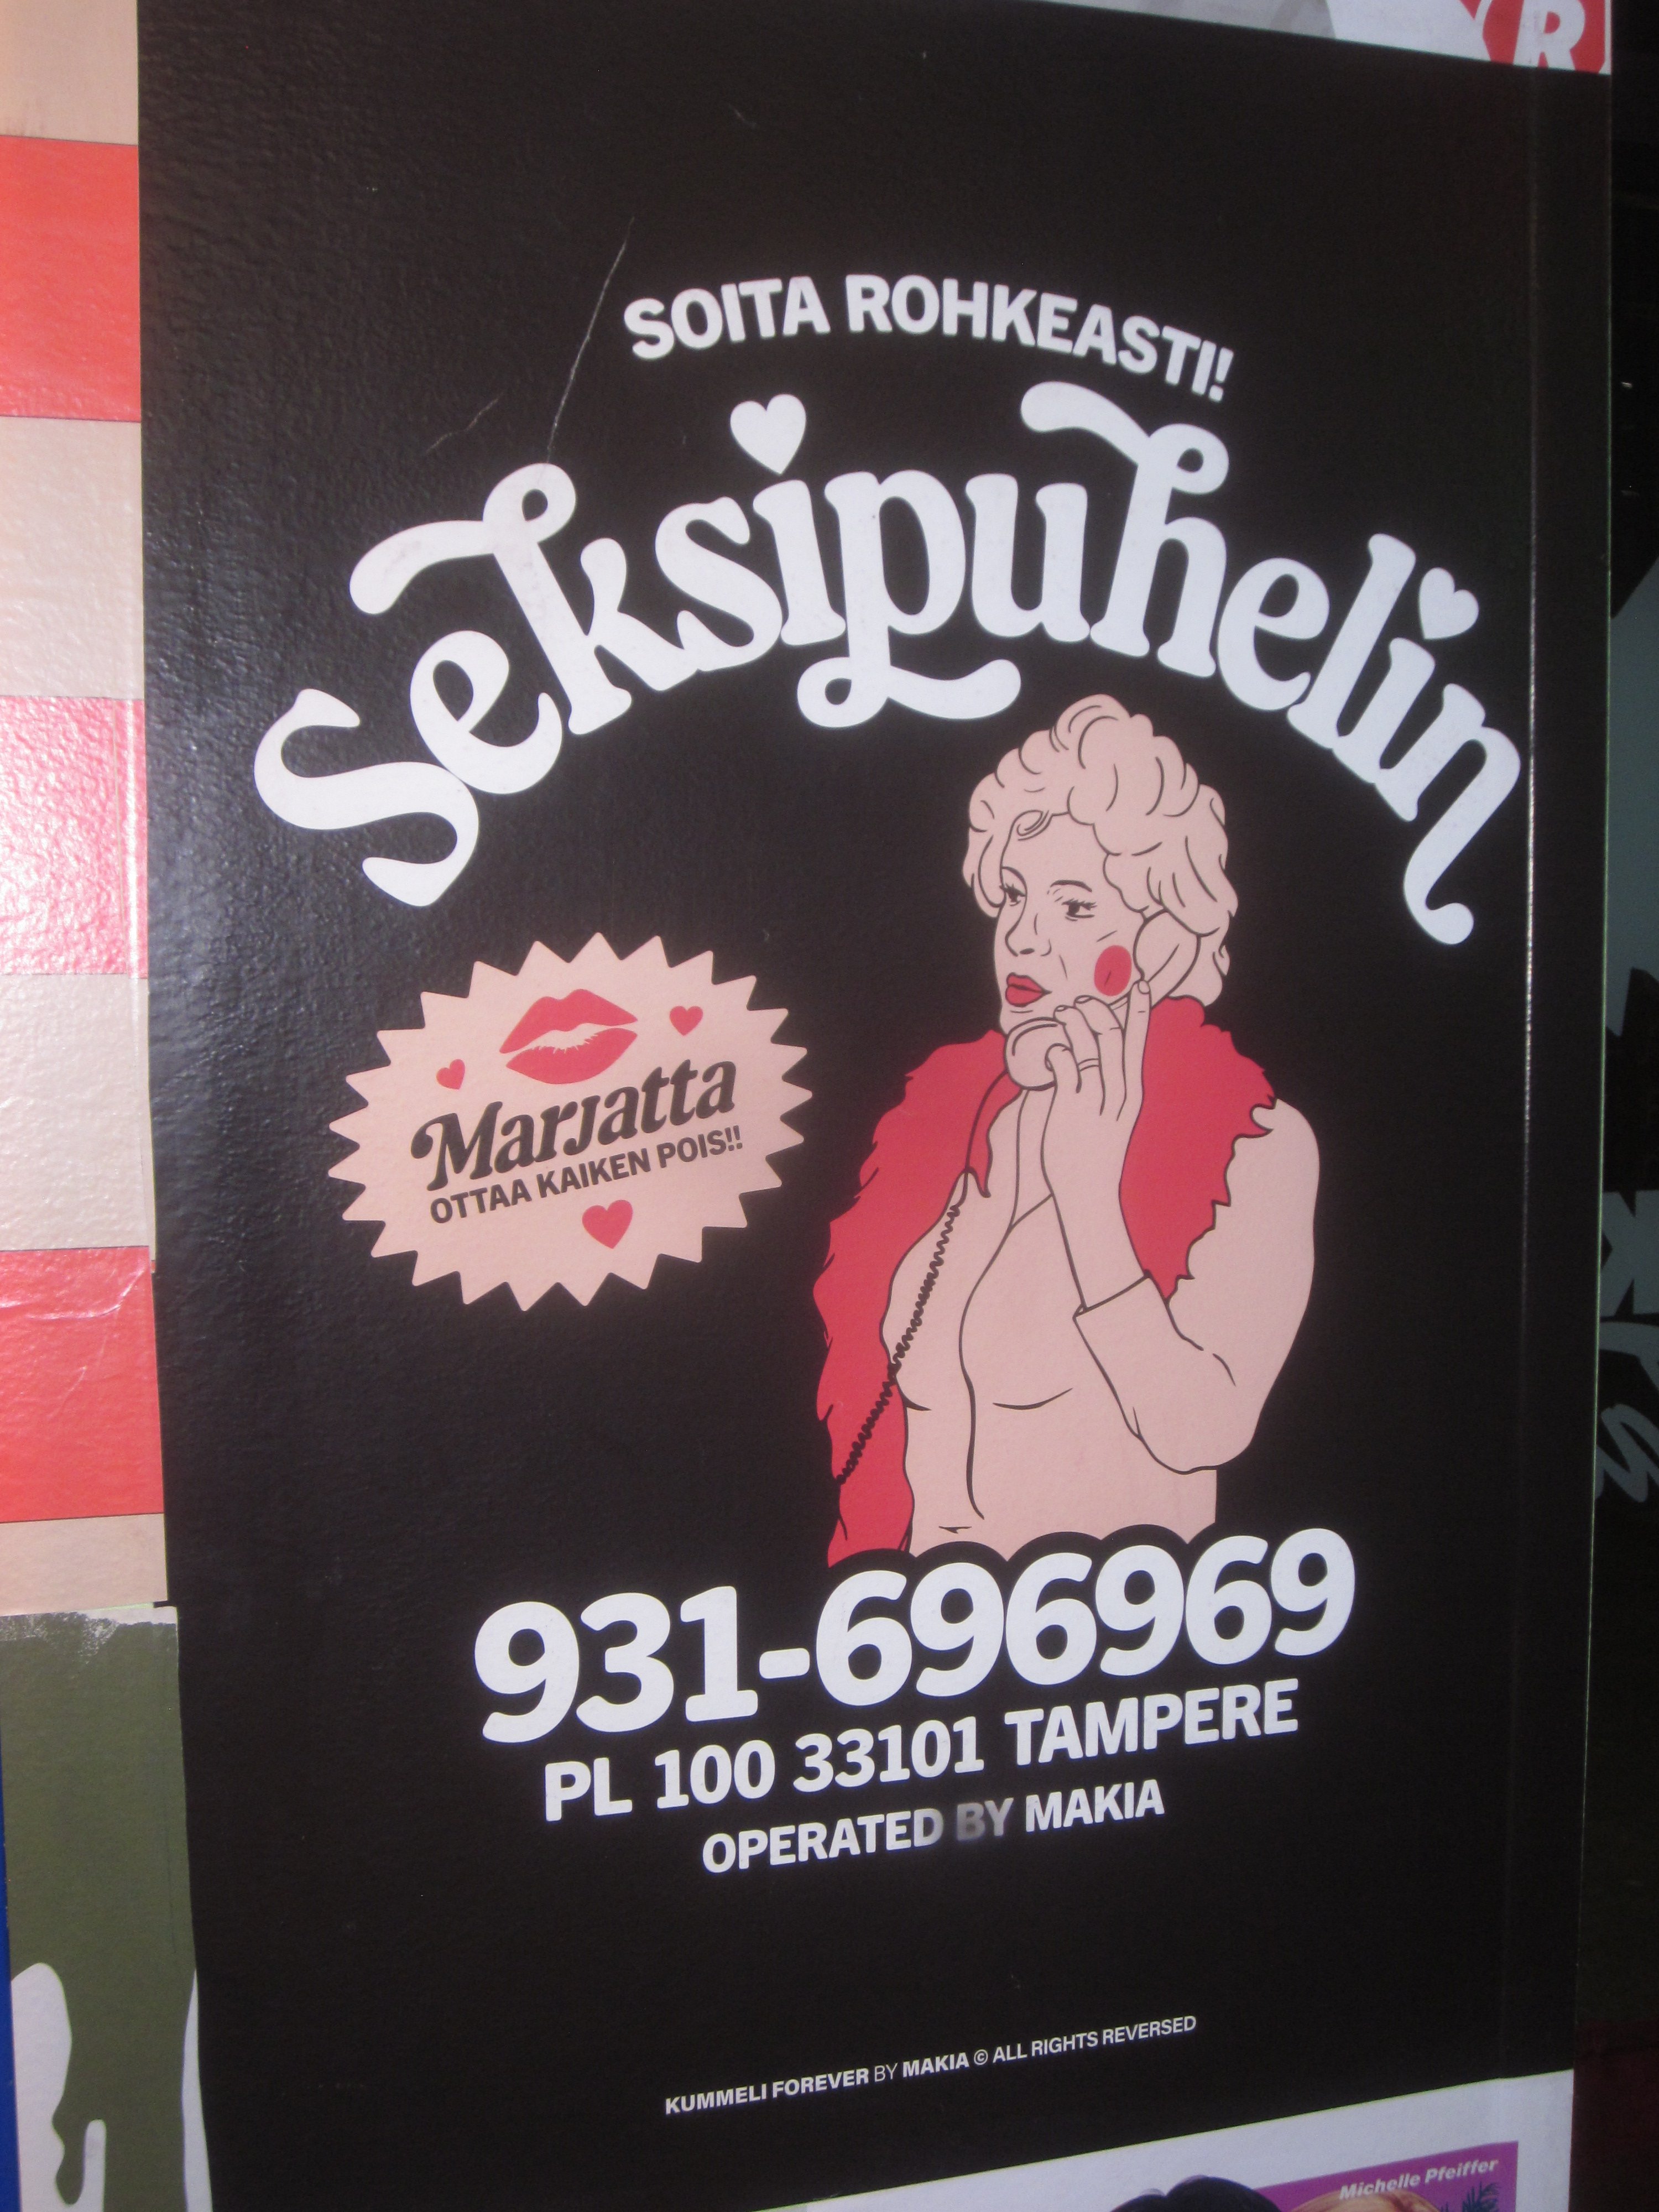 R
SOITA ROHKEASTI!
Seksipuhelin
Marjatta
OTTAA KAIKEN POIS!!
931-696969
PL 100 33101 TAMPERE
OPERATED BY MAKIA
KUMMELI FOREVER BY MAKIA © ALL RIGHTS REVERSED
Michelle Pfeiffer